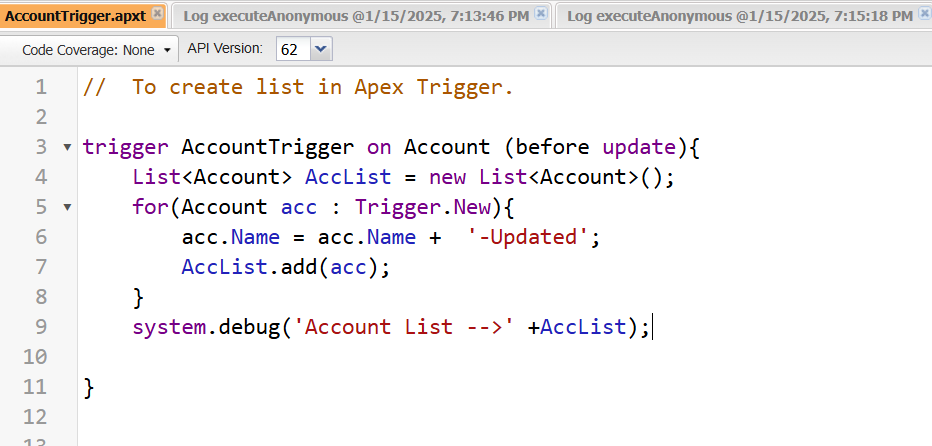 AccountTrigger.apxt Log executeAnonymous @1/15/2025, 7:13:46 PM Log executeAnonymous @1/15/2025, 7:15:18 PM
Code Coverage: None API Version: 62
1 //  To create list in Apex Trigger.
2
3 trigger AccountTrigger on Account (before update){
4     List<Account> AccList = new List<Account>();
5     for(Account acc : Trigger.New){
6         acc.Name = acc.Name +  '-Updated';
7         AccList.add(acc);
8     }
9     system.debug('Account List -->' +AccList);
10
11 }
12
13